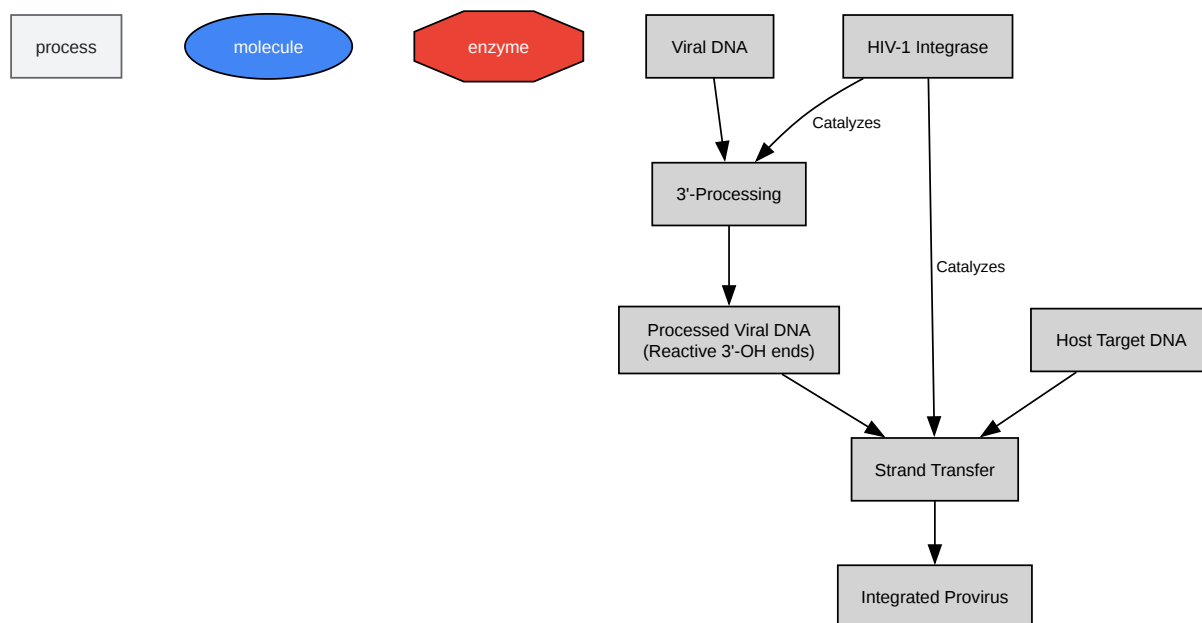 process
molecule
enzyme
Viral DNA
HIV-1 Integrase
Catalyzes
3'-Processing
Catalyzes
Processed Viral DNA
(Reactive 3'-OH ends)
Host Target DNA
Strand Transfer
Integrated Provirus